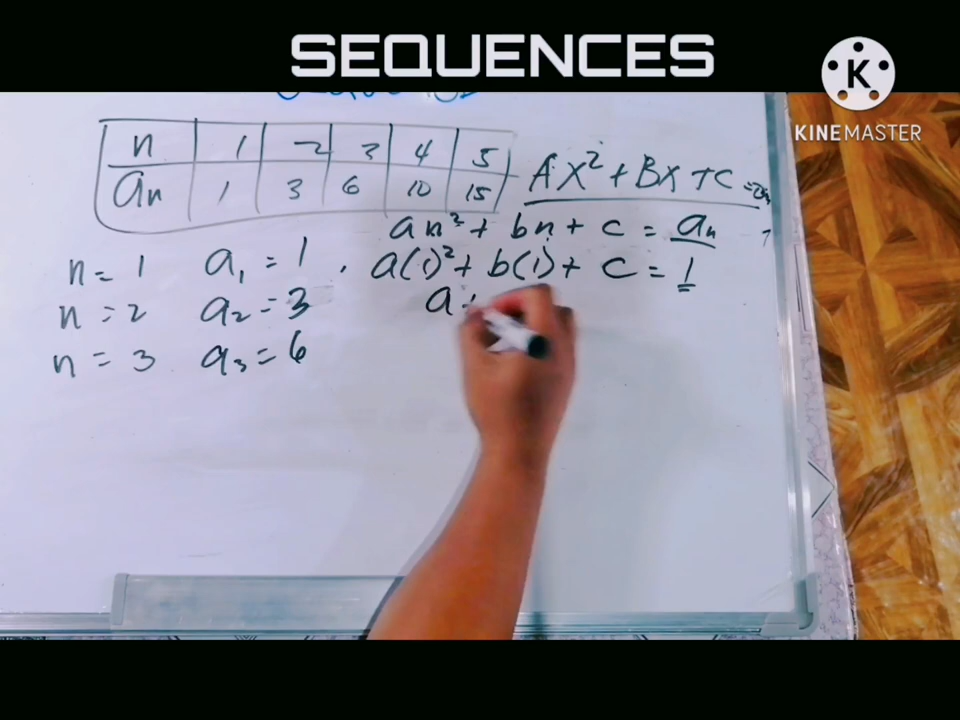 SEQUENCES
K
KINEMASTER
n 1 2 3 4 5
an 1 3 6 10 15
AX² + BX + C = an
an² + bn + c = an
n = 1 a₁ = 1, a(1)² + b(1) + c = 1
n = 2 a₂ = 3 a +
n = 3 a₃ = 6